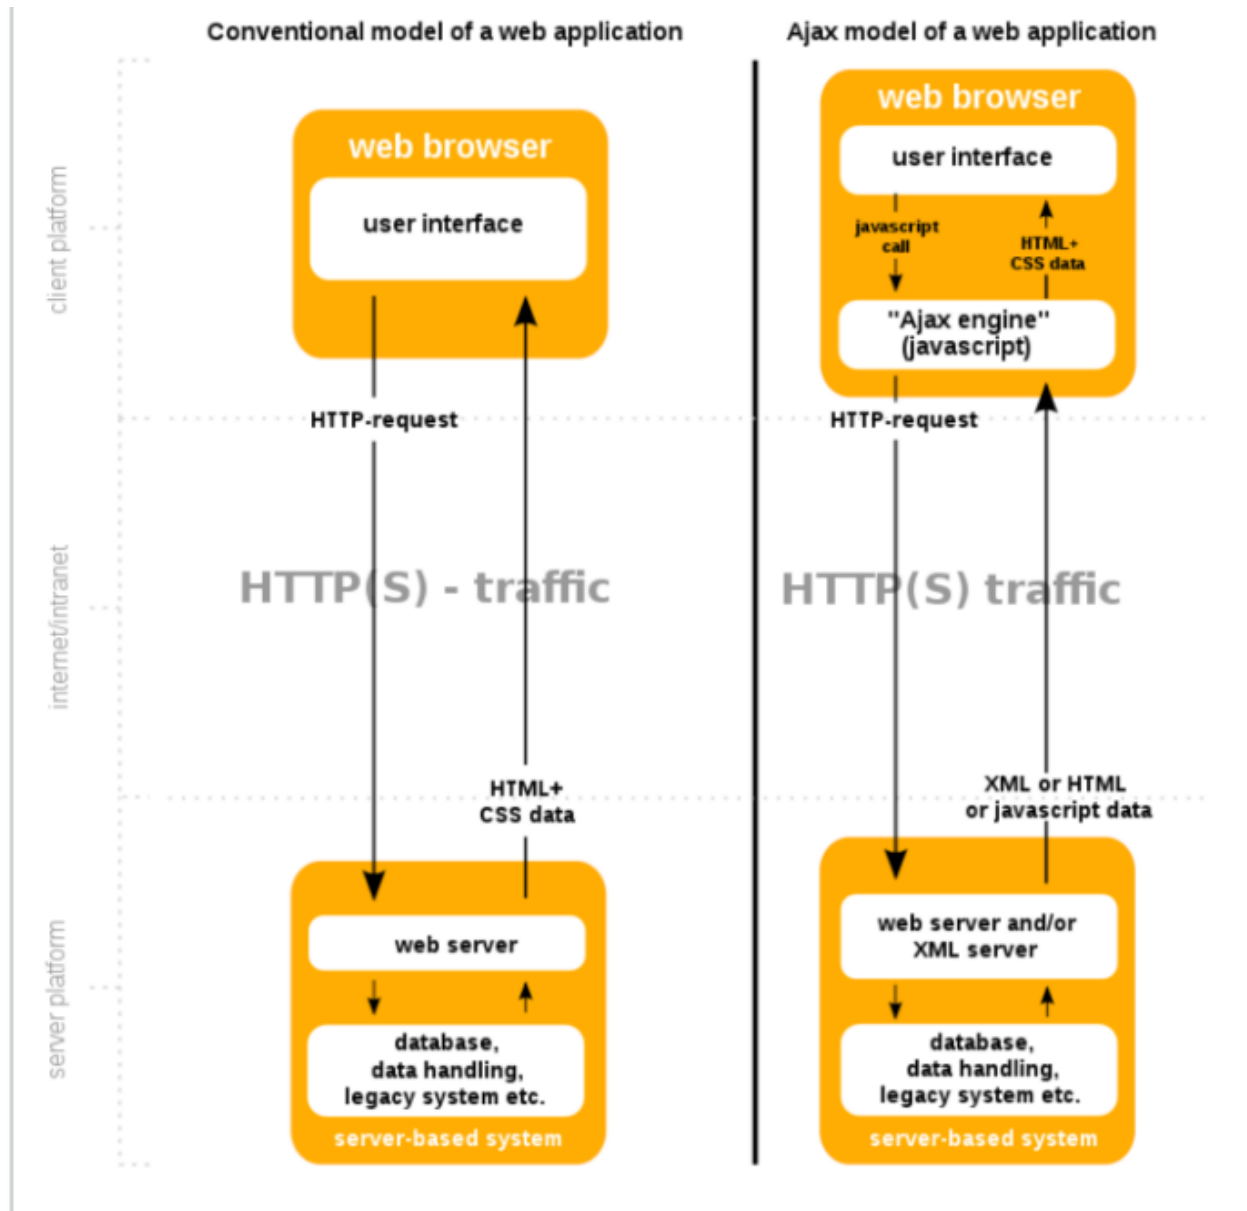 Conventional model of a web application
web browser
user interface
HTTP-request
HTTP(S) - traffic
HTML+
CSS data
web server
database,
data handling,
legacy system etc.
server-based system
Ajax model of a web application
web browser
user interface
javascript
call
HTML+
CSS data
"Ajax engine"
(javascript)
HTTP-request
HTTP(S) traffic
XML or HTML
or javascript data
web server and/or
XML server
database,
data handling,
legacy system etc.
server-based system
client platform
internet/intranet
server platform